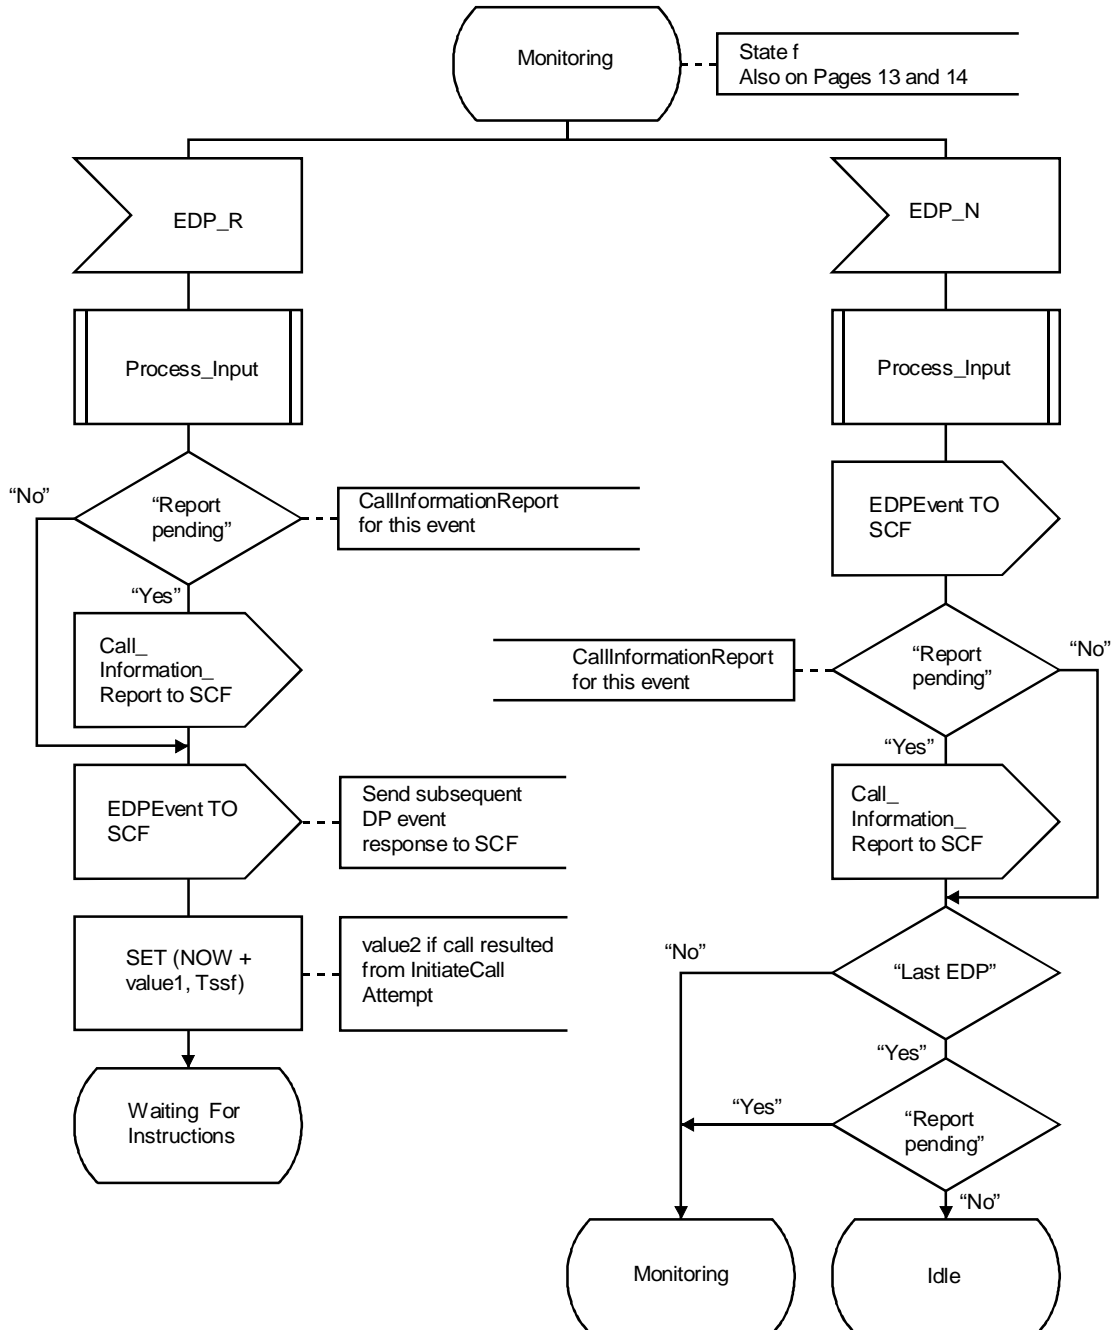 Monitoring
State f
Also on Pages 13 and 14
EDP_R
EDP_N
Process_Input
Process_Input
“No”
“Report
pending”
CallInformationReport
for this event
EDPEvent TO
SCF
“Yes”
Call_
Information_
Report to SCF
CallInformationReport
for this event
“Report
pending”
“No”
“Yes”
EDPEvent TO
SCF
Send subsequent
DP event
response to SCF
Call_
Information_
Report to SCF
SET (NOW +
value1, Tssf)
value2 if call resulted
from InitiateCall
Attempt
“No”
“Last EDP”
“Yes”
Waiting For
Instructions
“Yes”
“Report
pending”
“No”
Monitoring
Idle